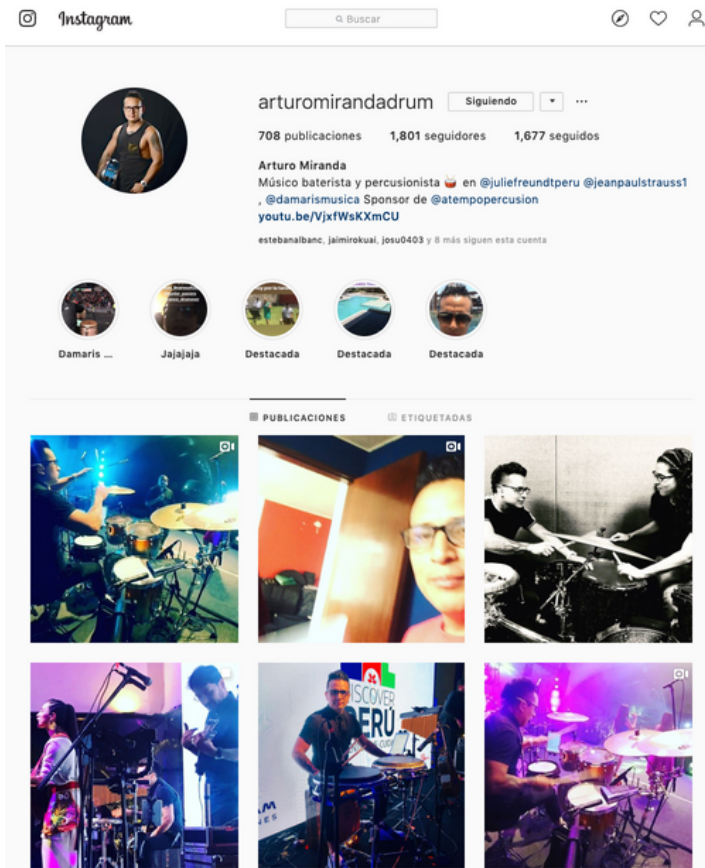 Instagram
Buscar
arturomirandadrum Siguiendo
708 publicaciones 1,801 seguidores 1,677 seguidos
Arturo Miranda
Músico baterista y percusionista 🥁 en @juliefreundtperu @jeanpaulstrauss1
, @damarismusica Sponsor de @atempopercusion
youtu.be/VjxfWsKXmCU
estebanalbanc, jaimirokuai, josu0403 y 8 más siguen esta cuenta
Damaris ... Jajajaja Destacada Destacada Destacada
PUBLICACIONES ETIQUETADAS
DISCOVER
PERÚ